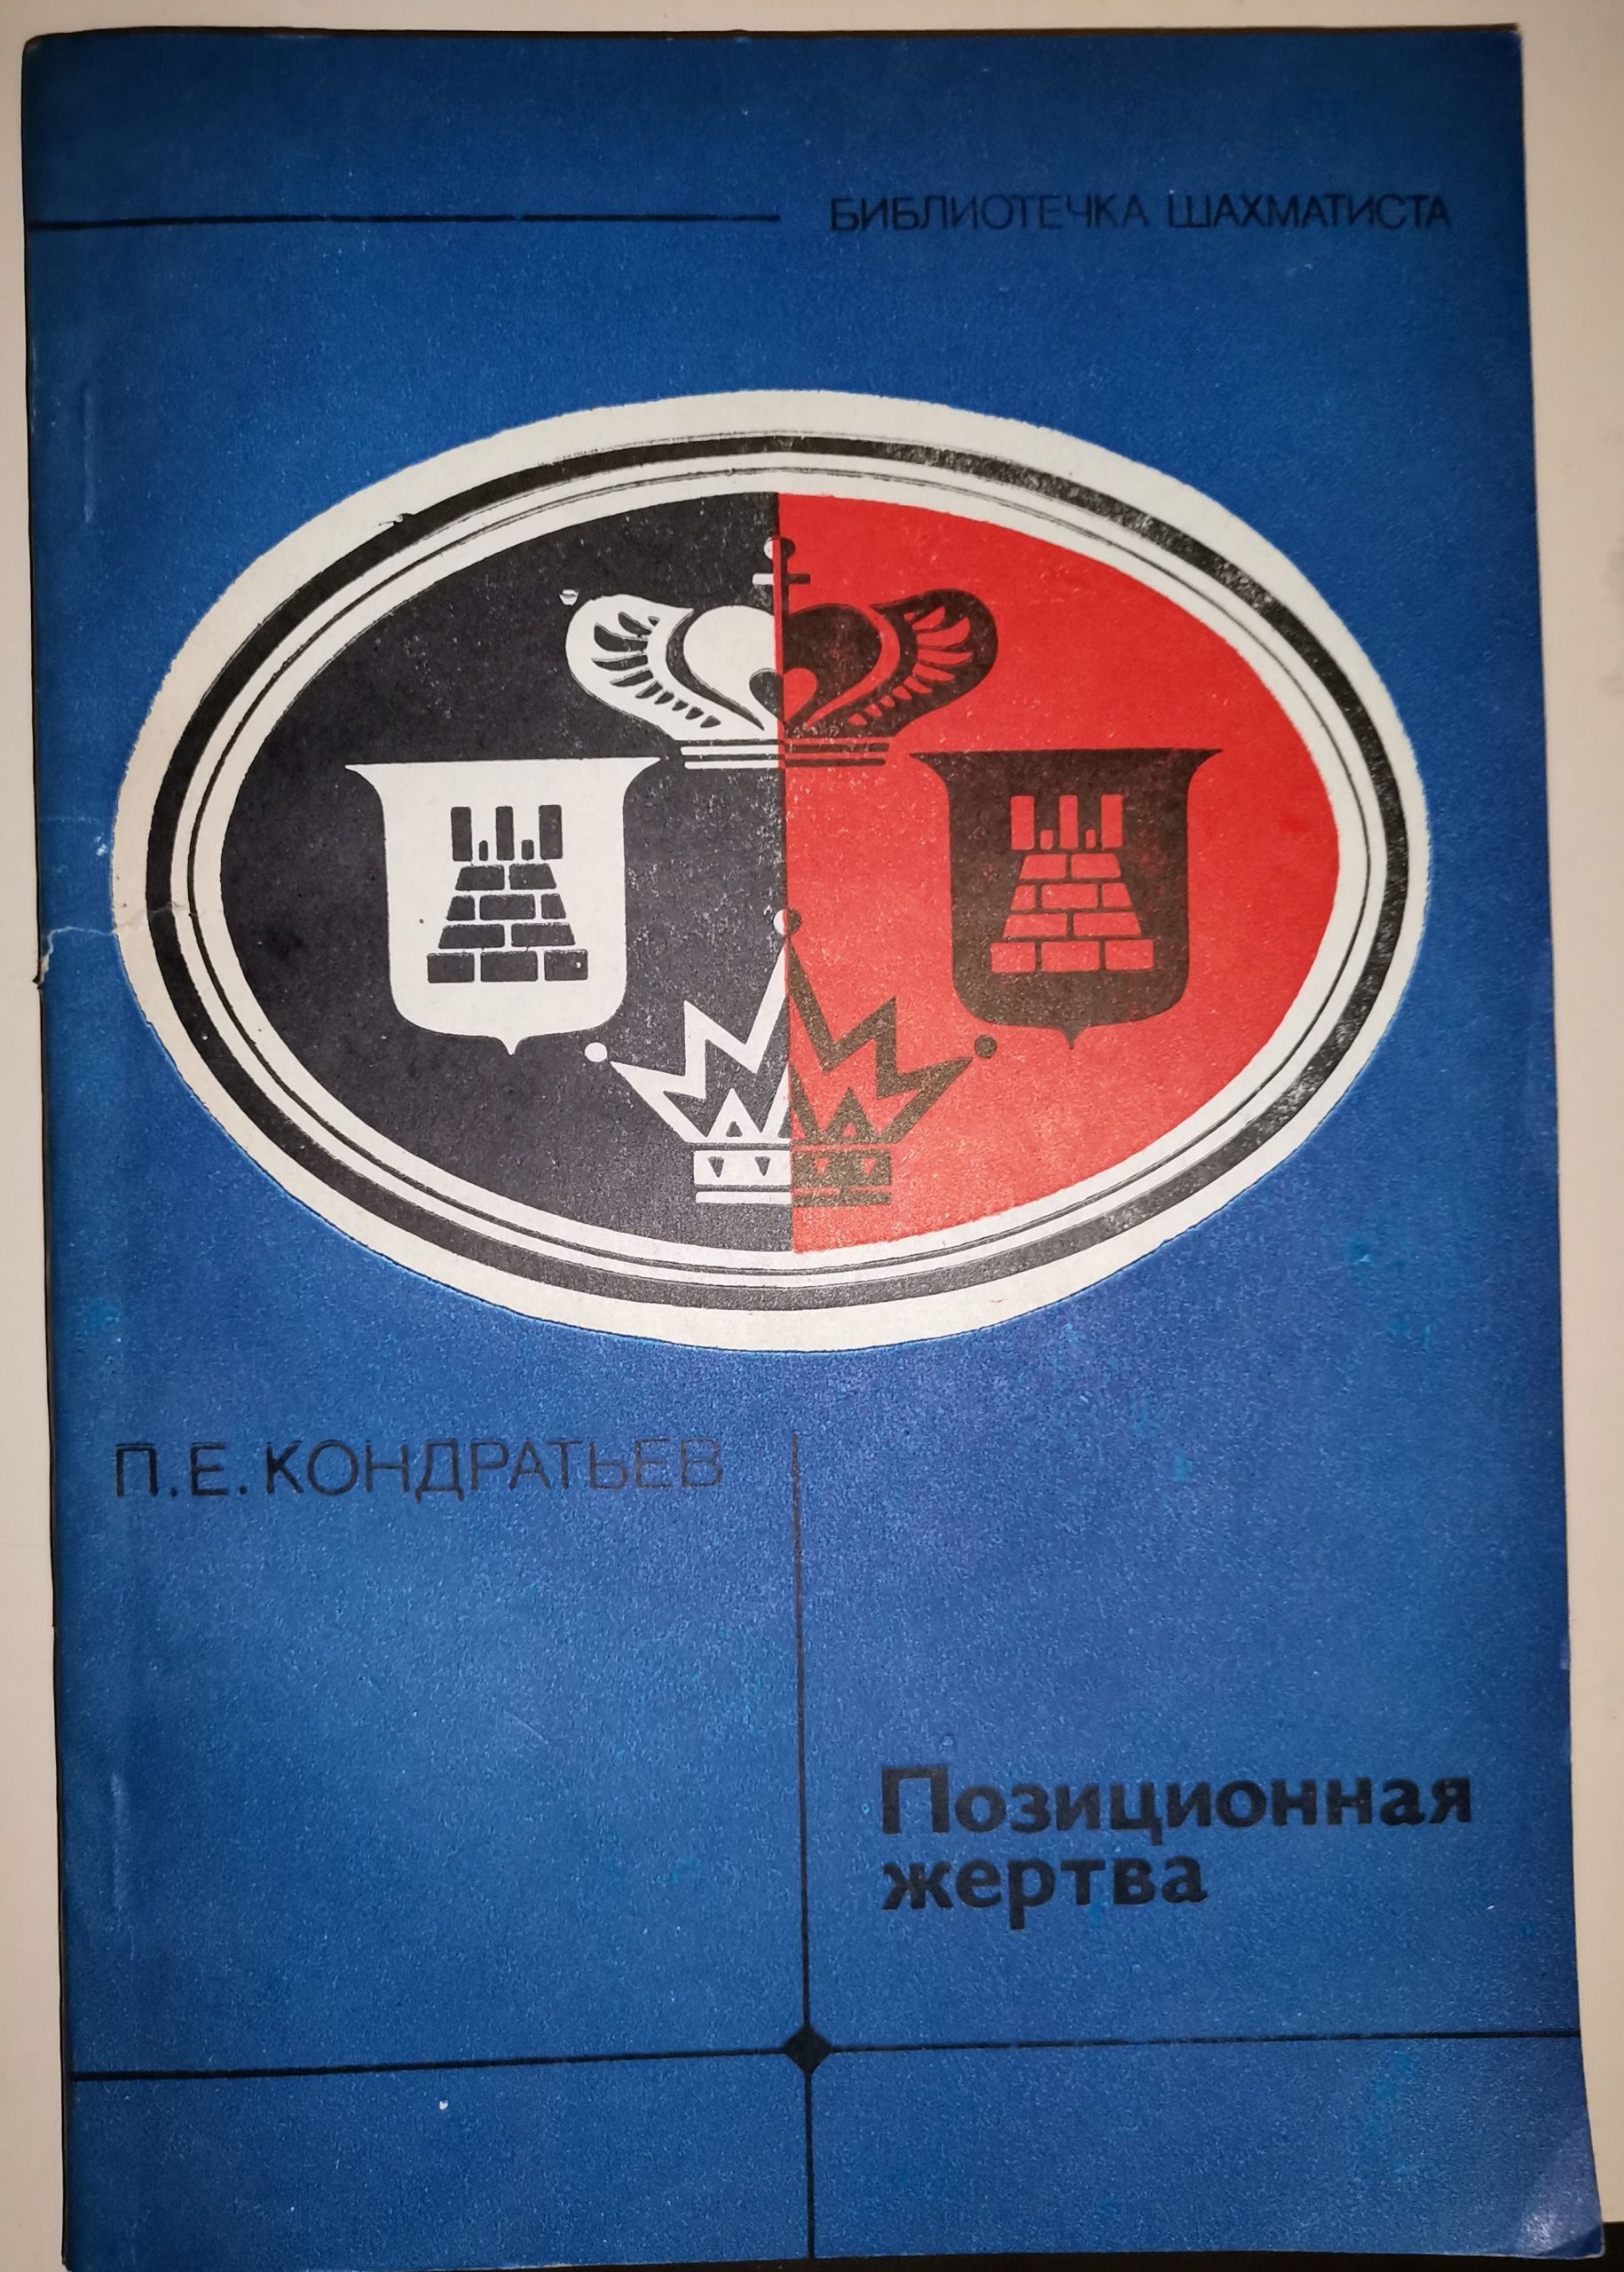 БИБЛИОТЕЧКА ШАХМАТИСТА
П.Е. КОНДРАТЬЕВ
Позиционная
жертва